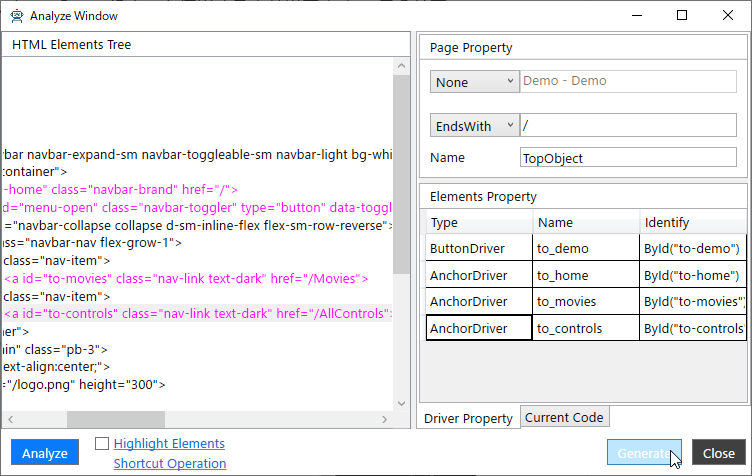 Analyze Window
HTML Elements Tree
bar navbar-expand-sm navbar-toggleable-sm navbar-light bg-whi
container">
-home" class="navbar-brand" href="/">
d="menu-open" class="navbar-toggler" type="button" data-toggl
="navbar-collapse collapse d-sm-inline-flex flex-sm-row-reverse">
ass="navbar-nav flex-grow-1">
class="nav-item">
<a id="to-movies" class="nav-link text-dark" href="/Movies">
class="nav-item">
<a id="to-controls" class="nav-link text-dark" href="/AllControls">
ner">
ain" class="pb-3">
ext-align:center;">
="/logo.png" height="300">
Analyze
Highlight Elements
Shortcut Operation
Page Property
None Demo - Demo
EndsWith /
Name TopObject
Elements Property
Type Name Identify
ButtonDriver to_demo ById("to-demo")
AnchorDriver to_home ById("to-home")
AnchorDriver to_movies ById("to-movies")
AnchorDriver to_controls ById("to-controls"
Driver Property Current Code
Generate Close